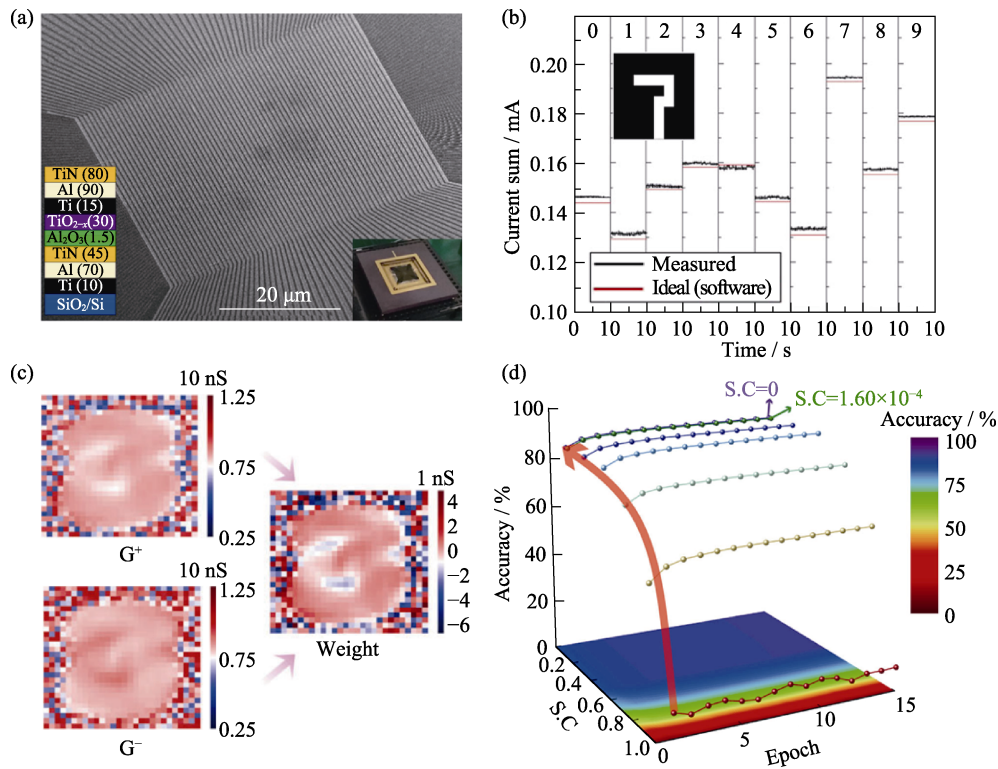 (a)
TiN (80)
Al (90)
Ti (15)
TiO₂₋ₓ(30)
Al₂O₃(1.5)
TiN (45)
Al (70)
Ti (10)
SiO₂/Si
20 μm
(b)
0 1 2 3 4 5 6 7 8 9
Current sum / mA
0.20
0.18
0.16
0.14
0.12
0.10
Measured
Ideal (software)
0 10 10 10 10 10 10 10 10 10 10
Time / s
(c)
10 nS
1.25
0.75
0.25
G⁺
10 nS
1.25
0.75
0.25
G⁻
1 nS
4
2
0
−2
−4
−6
Weight
(d)
S.C=0
S.C=1.60×10⁻⁴
Accuracy / %
100
80
60
40
20
0
0.2
0.4
0.6
0.8
1.0
S.C
0
5
10
15
Epoch
Accuracy / %
100
75
50
25
0